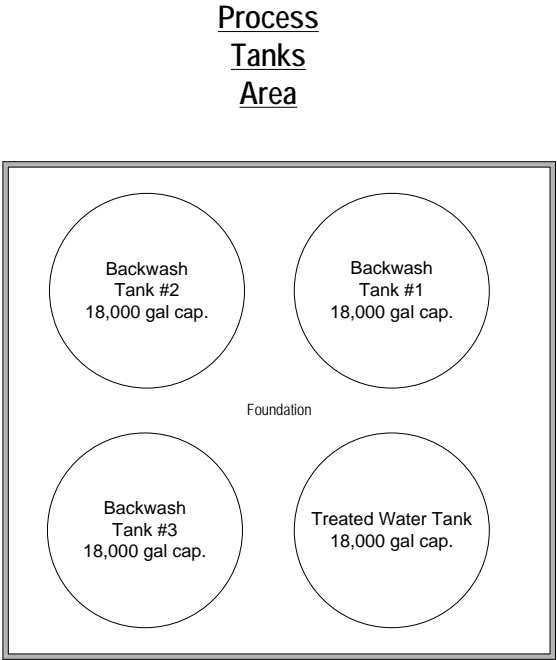 Process
Tanks
Area
Backwash
Tank #2
18,000 gal cap.
Backwash
Tank #1
18,000 gal cap.
Foundation
Backwash
Tank #3
18,000 gal cap.
Treated Water Tank
18,000 gal cap.